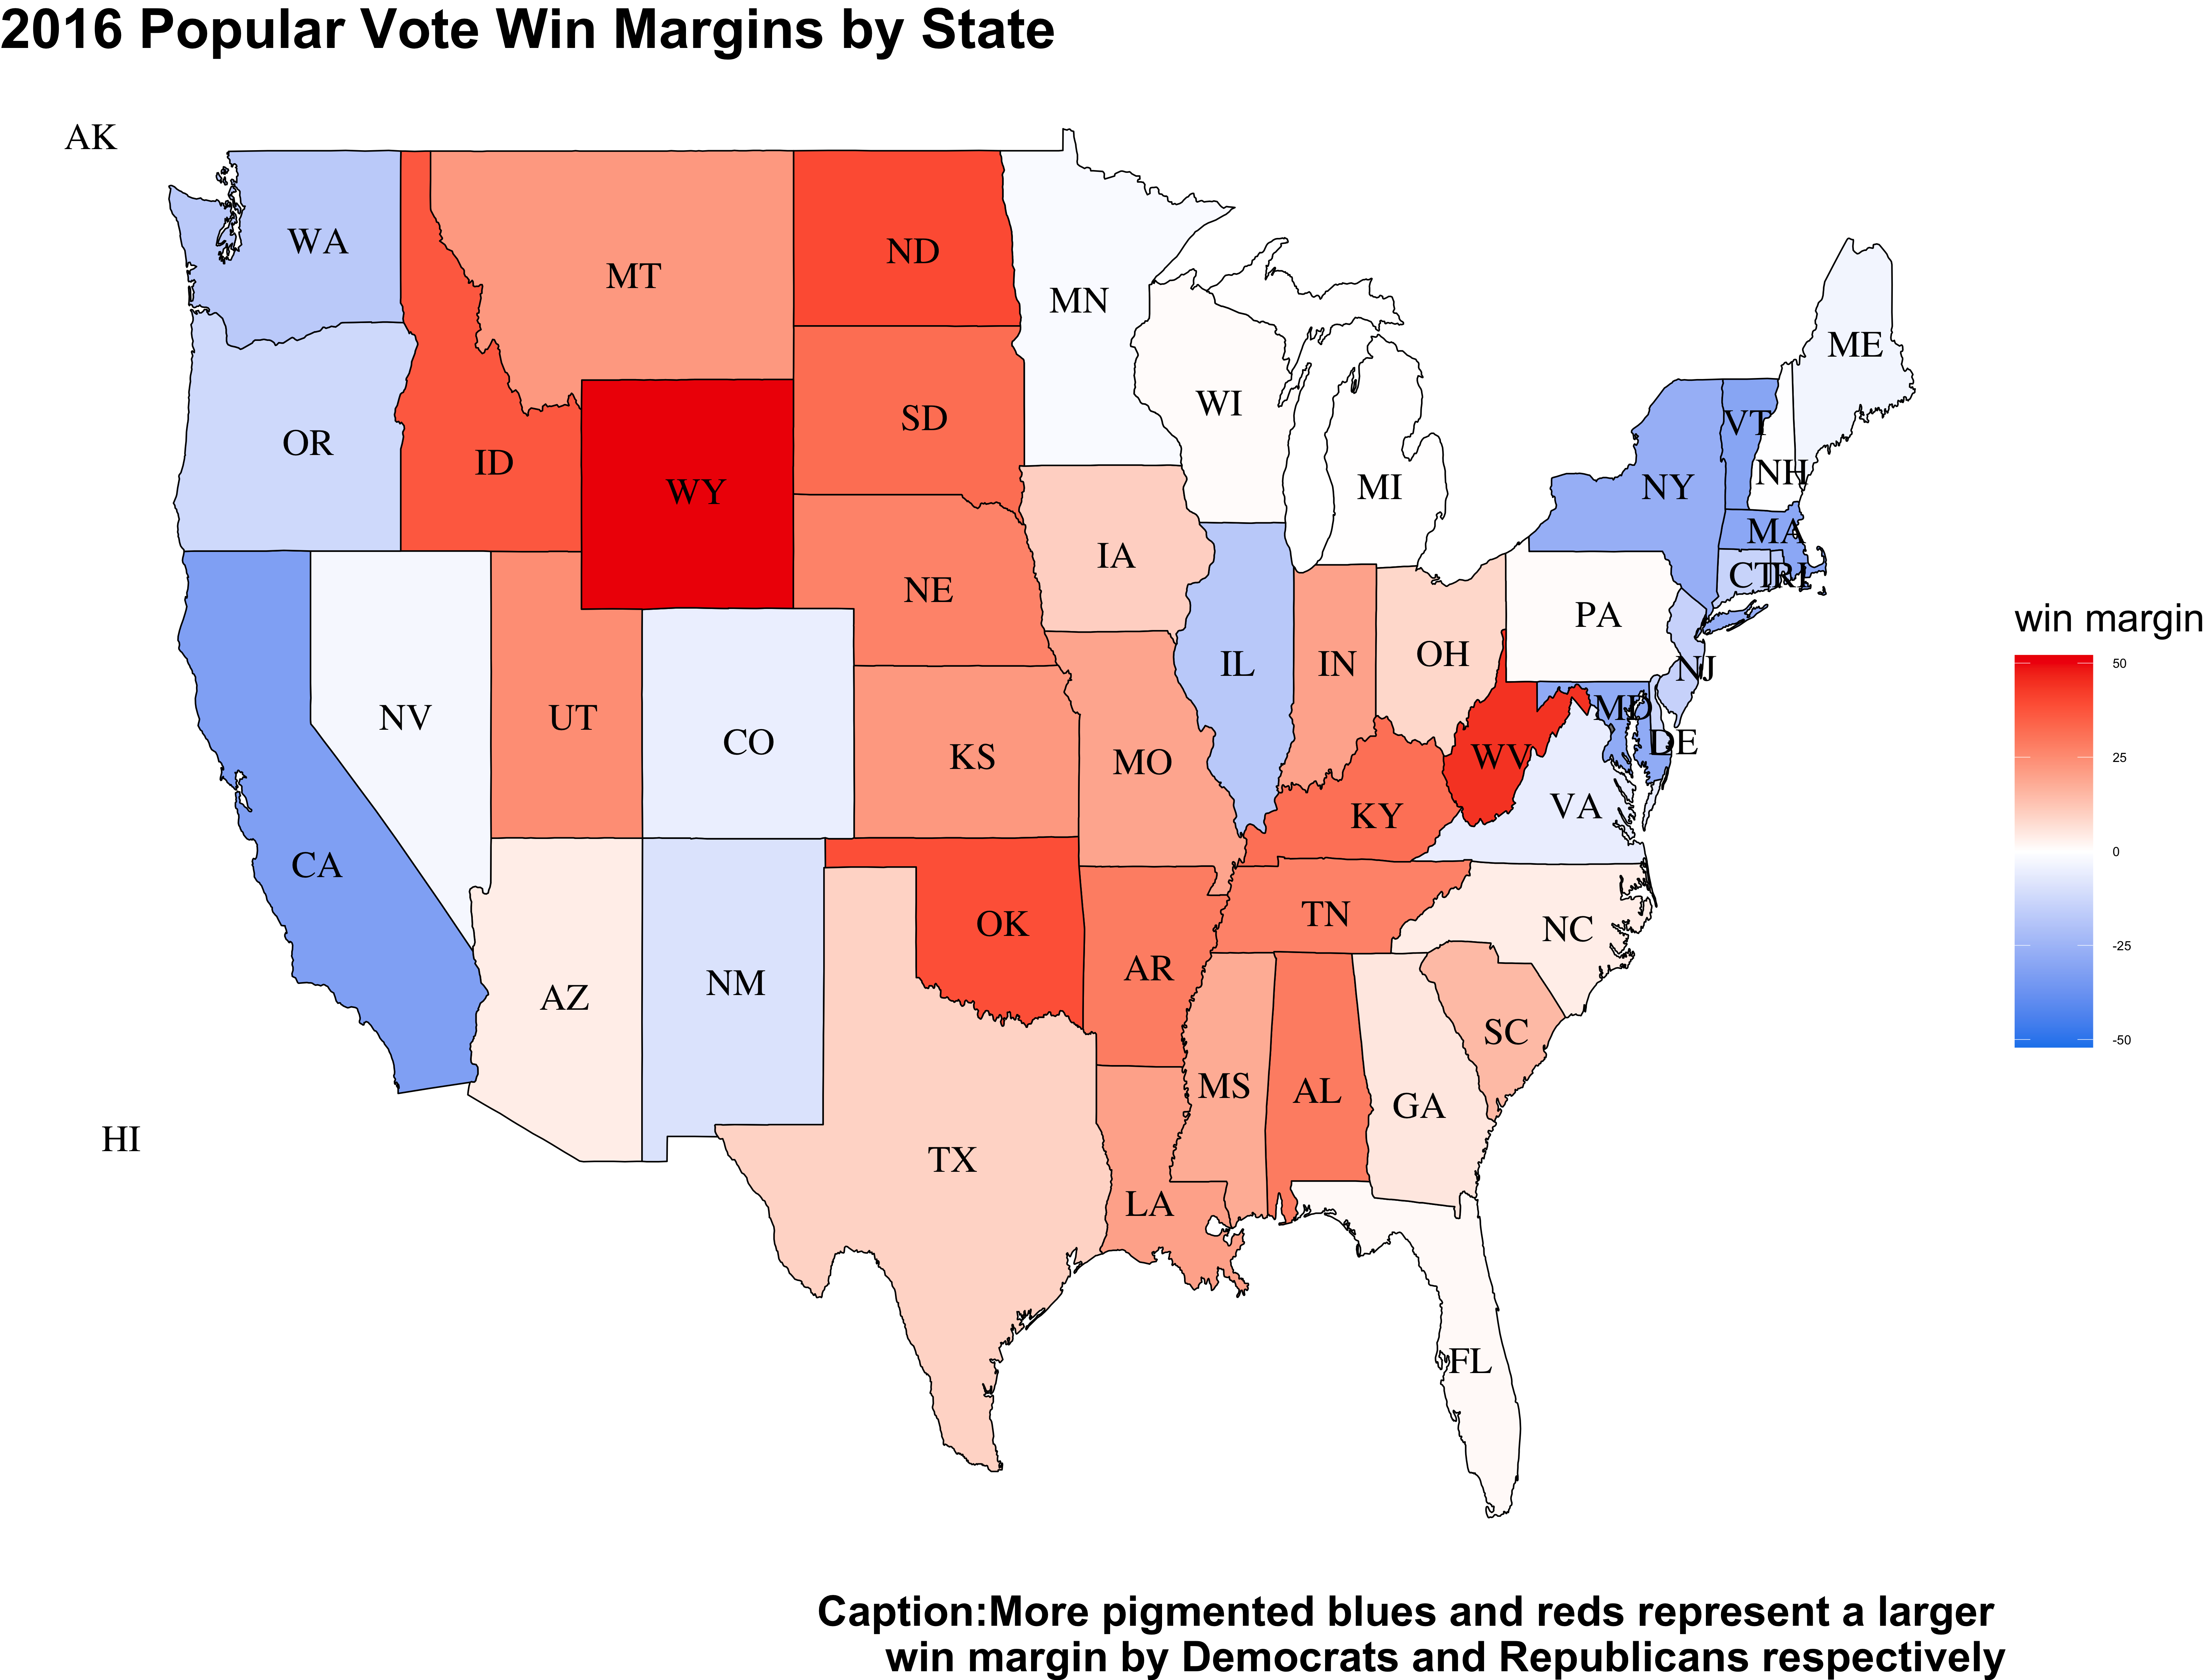 2016 Popular Vote Win Margins by State
AK
WA
MT
ND
MN
ME
OR
ID
WY
SD
WI
MI
NY
VT
NH
MA
CT
RI
NE
IA
PA
NV
UT
CO
KS
MO
IL
IN
OH
NJ
MD
DE
WV
VA
KY
CA
AZ
NM
OK
AR
TN
NC
SC
MS
AL
GA
HI
TX
LA
FL
win margin
50
25
0
-25
-50
Caption:More pigmented blues and reds represent a larger
win margin by Democrats and Republicans respectively